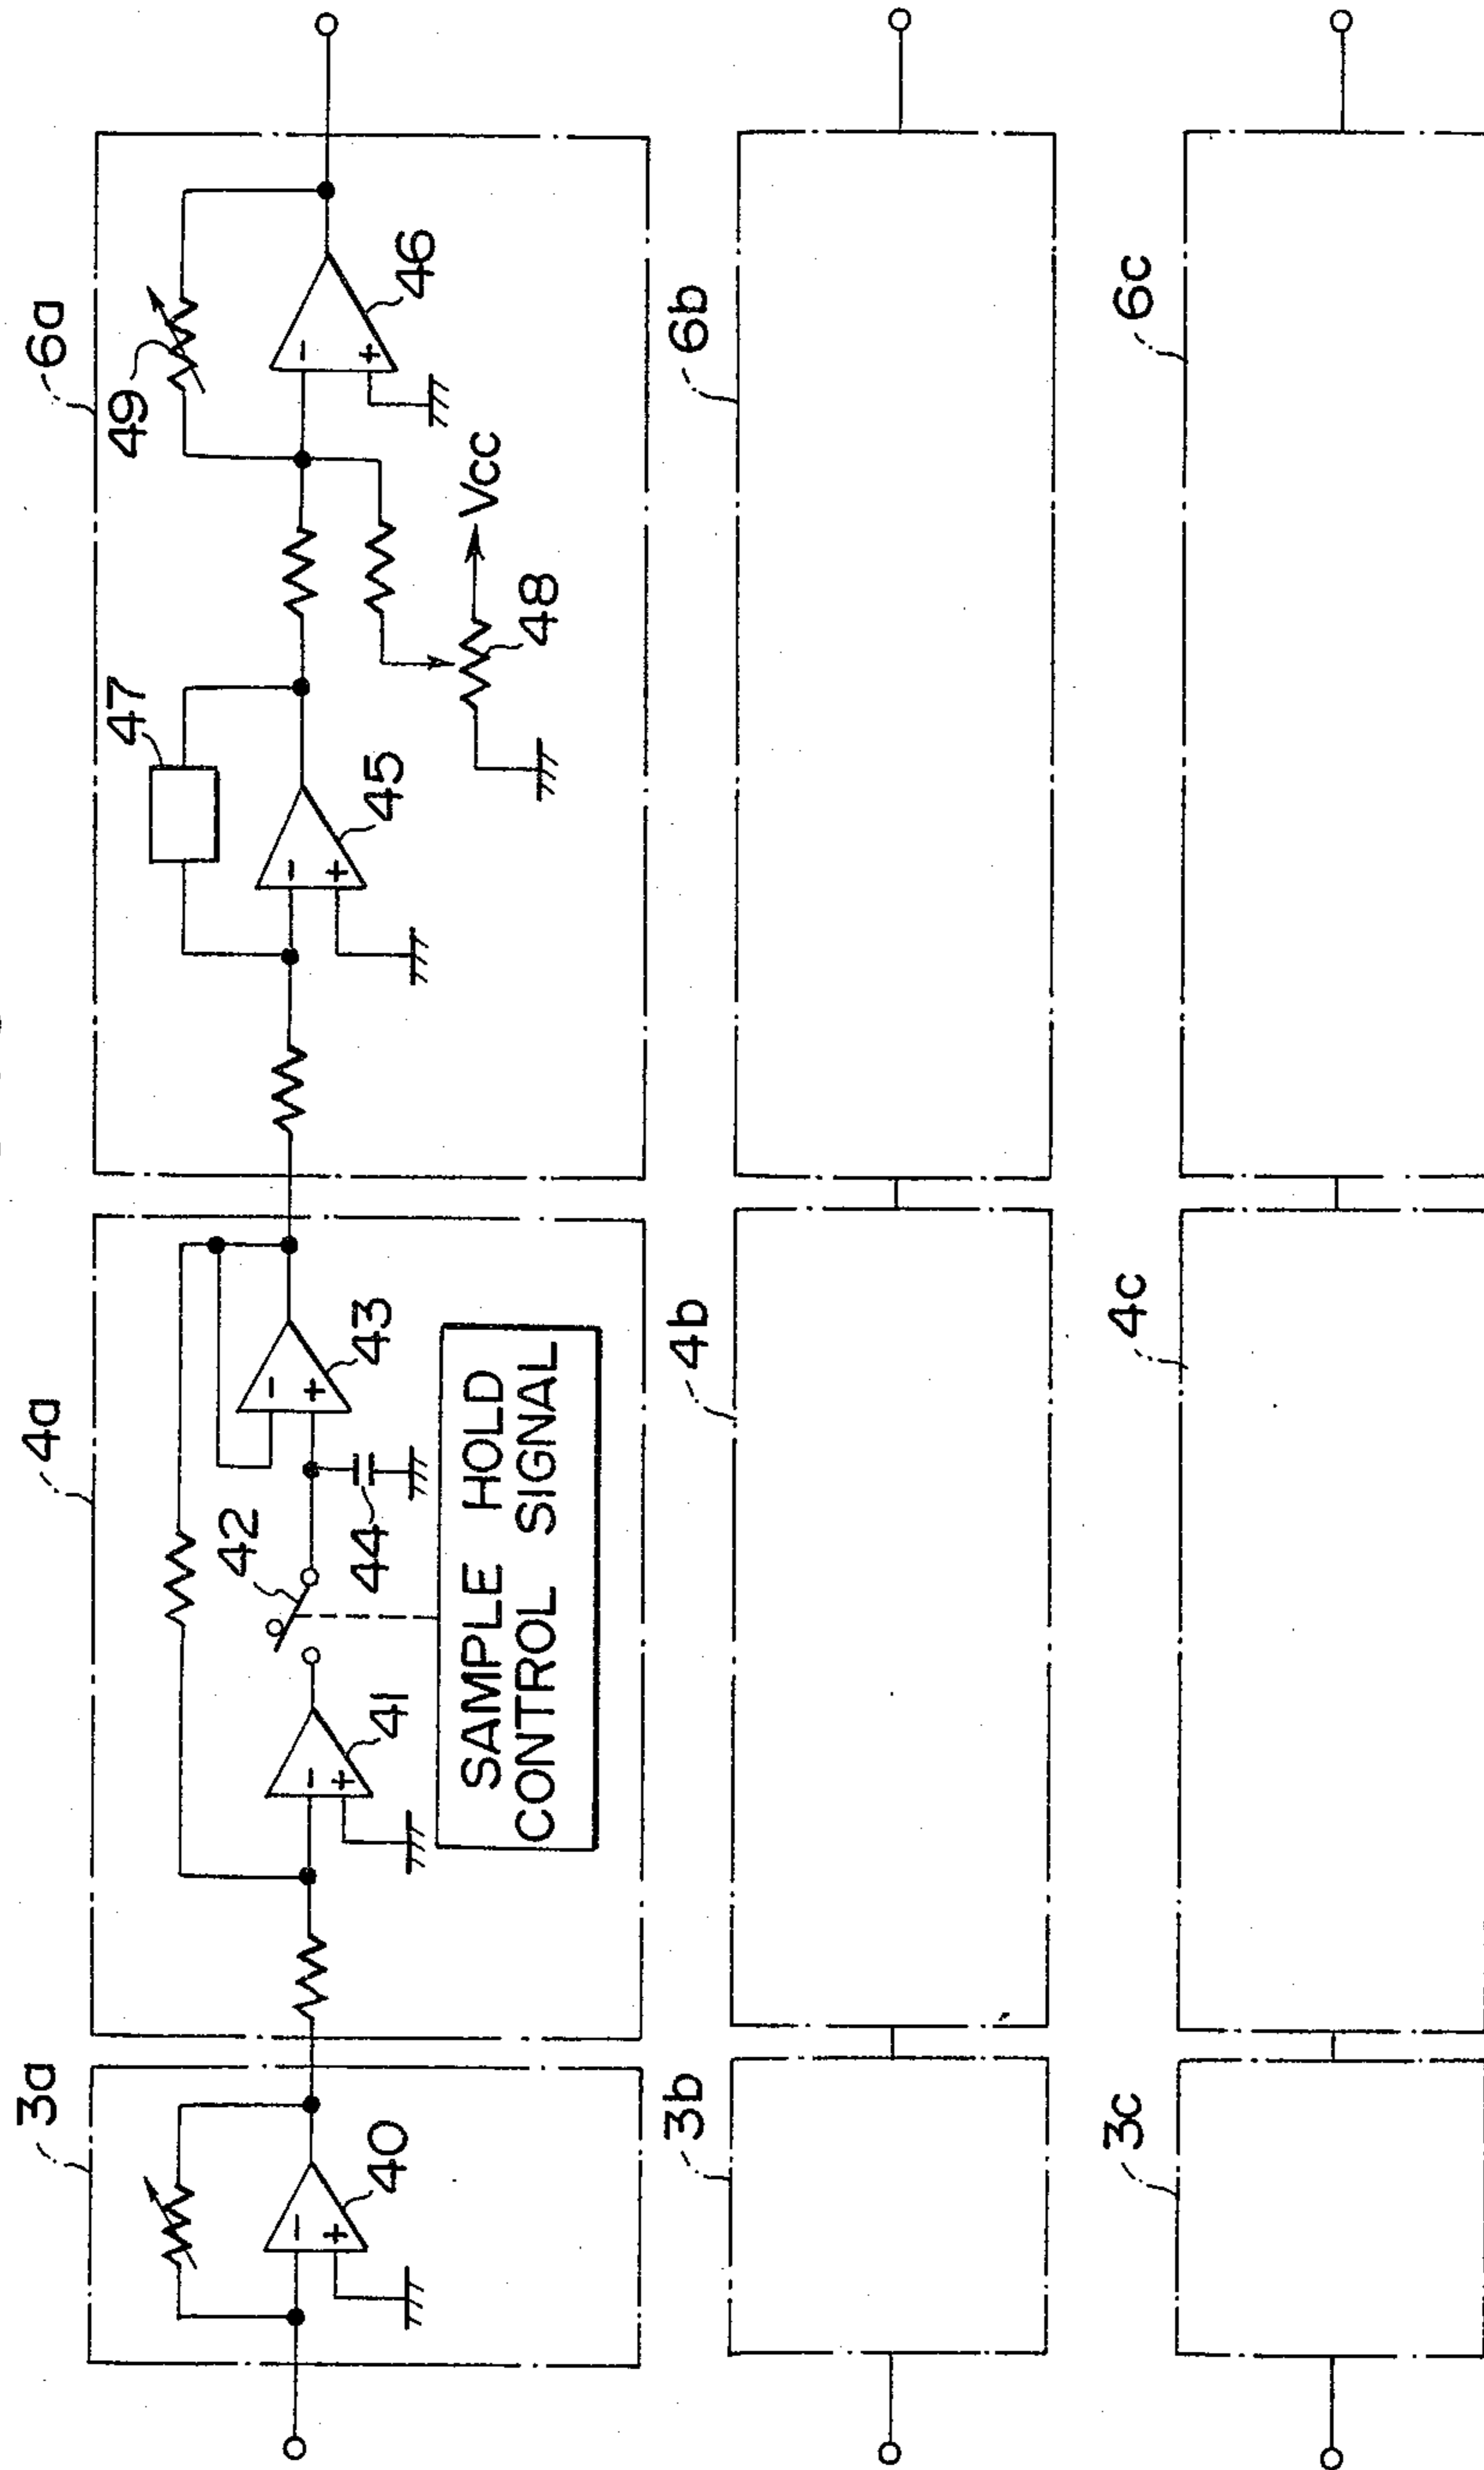 3a
4a
6a
40
41
42
43
44
SAMPLE HOLD
CONTROL SIGNAL
45
46
47
48
49
Vcc
-
+
-
+
-
+
-
+
-
+
3b
4b
6b
3c
4c
6c